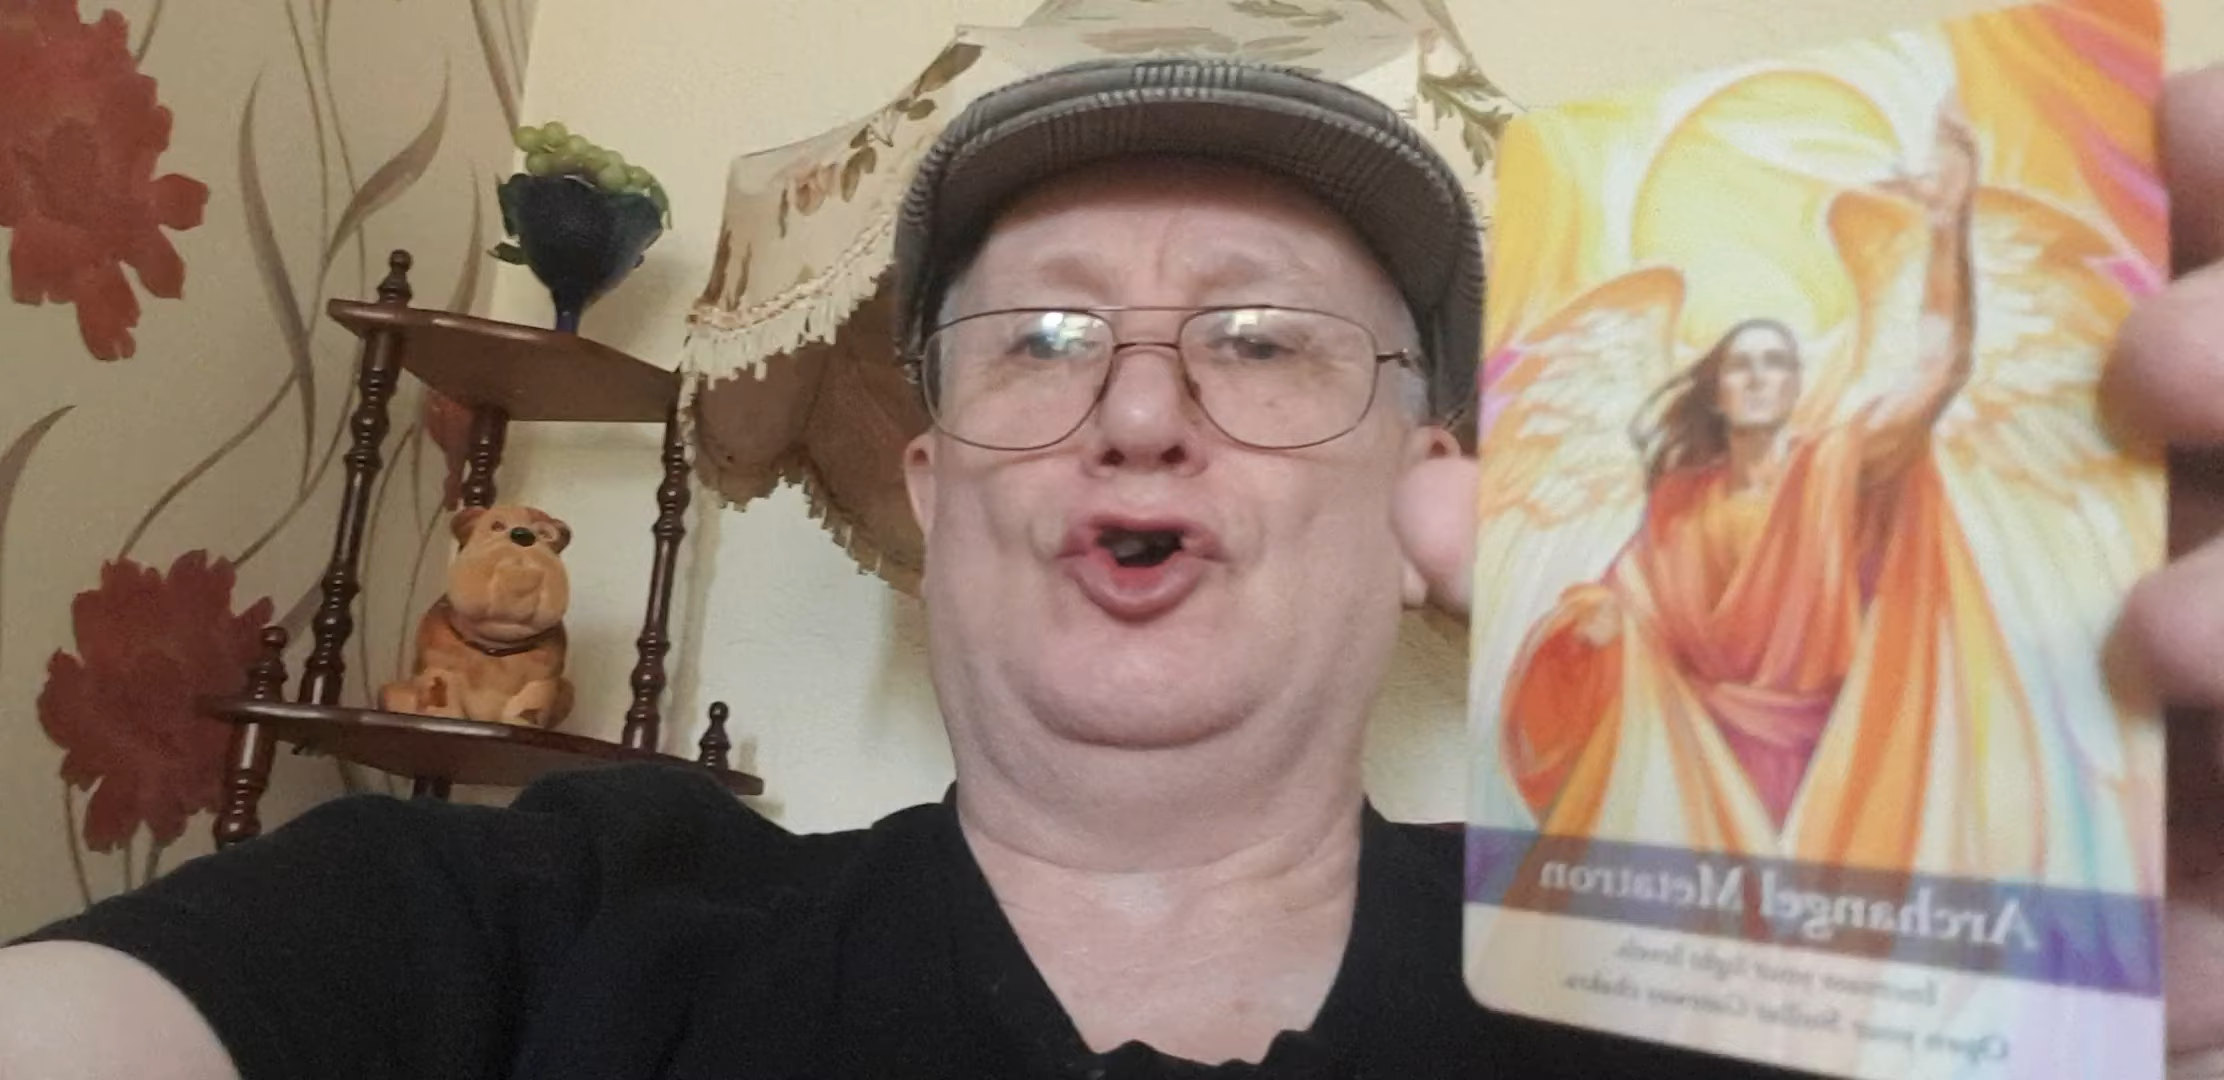 Archangel Metatron
Increase your light levels.
Open your Stellar Gateway chakra.